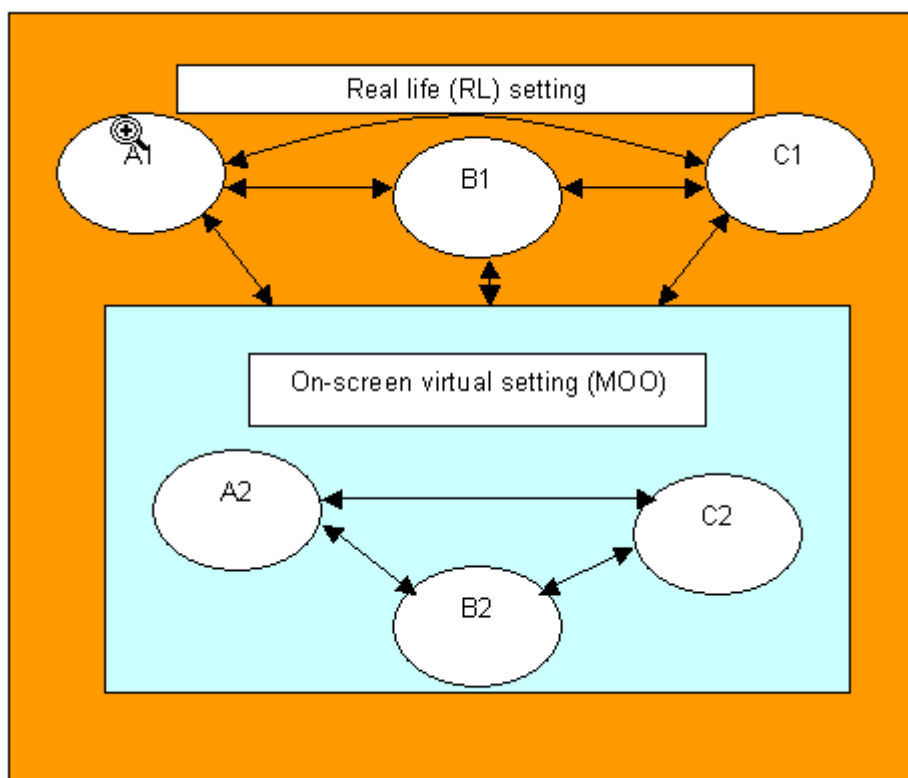 Real life (RL) setting
A1
B1
C1
On-screen virtual setting (MOO)
A2
C2
B2